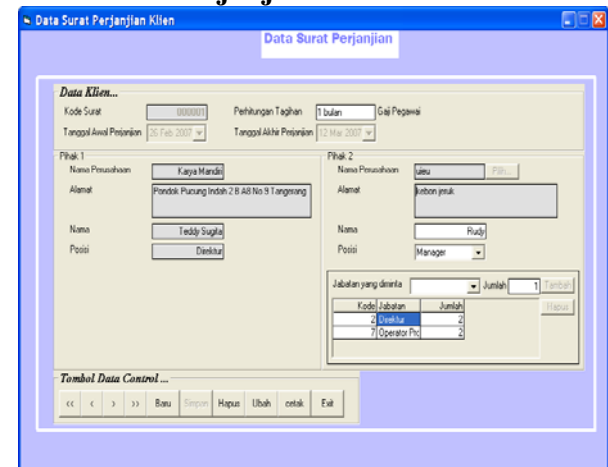 Data Surat Perjanjian Klien
Data Surat Perjanjian
Data Klien...
Kode Surat 000001 Perhitungan Tagihan 1 bulan Gaji Pegawai
Tanggal Awal Perjanjian 26 Feb 2007 Tanggal Akhir Perjanjian 12 Mar 2007
Pihak 1
Nama Perusahaan Karya Mandiri
Alamat Pondok Pucung Indah 2 B A8 No 9 Tangerang
Nama Teddy Sugita
Posisi Direktur
Pihak 2
Nama Perusahaan uieu Pilih...
Alamat kebon jeruk
Nama Rudy
Posisi Manager
Jabatan yang diminta Jumlah 1 Tambah
Hapus
Kode Jabatan Jumlah
2 Direktur 2
7 Operator Pro 2
Tombol Data Control ...
<< < > >> Baru Simpan Hapus Ubah cetak Exit